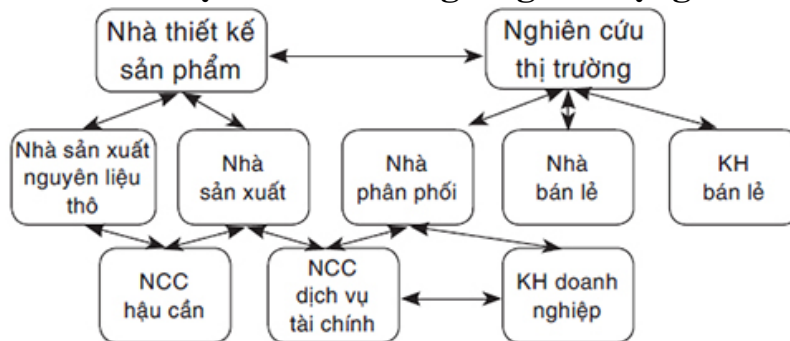 Nhà thiết kế
sản phẩm
Nghiên cứu
thị trường
Nhà sản xuất
nguyên liệu
thô
Nhà
sản xuất
Nhà
phân phối
Nhà
bán lẻ
KH
bán lẻ
NCC
hậu cần
NCC
dịch vụ
tài chính
KH doanh
nghiệp